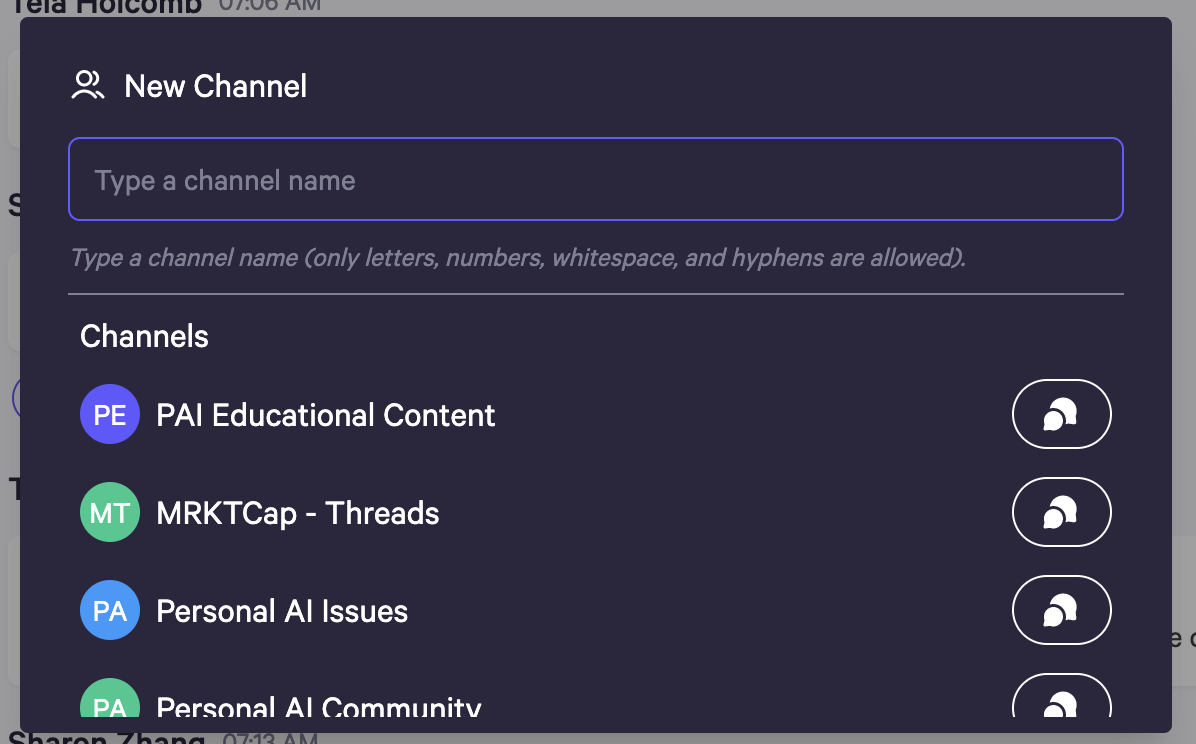 Tela Holcomb 07:06 AM
New Channel
Type a channel name
Type a channel name (only letters, numbers, whitespace, and hyphens are allowed).
Channels
PE PAI Educational Content
MT MRKTCap - Threads
PA Personal AI Issues
PA Personal AI Community
Sharon Zhang 07:13 AM